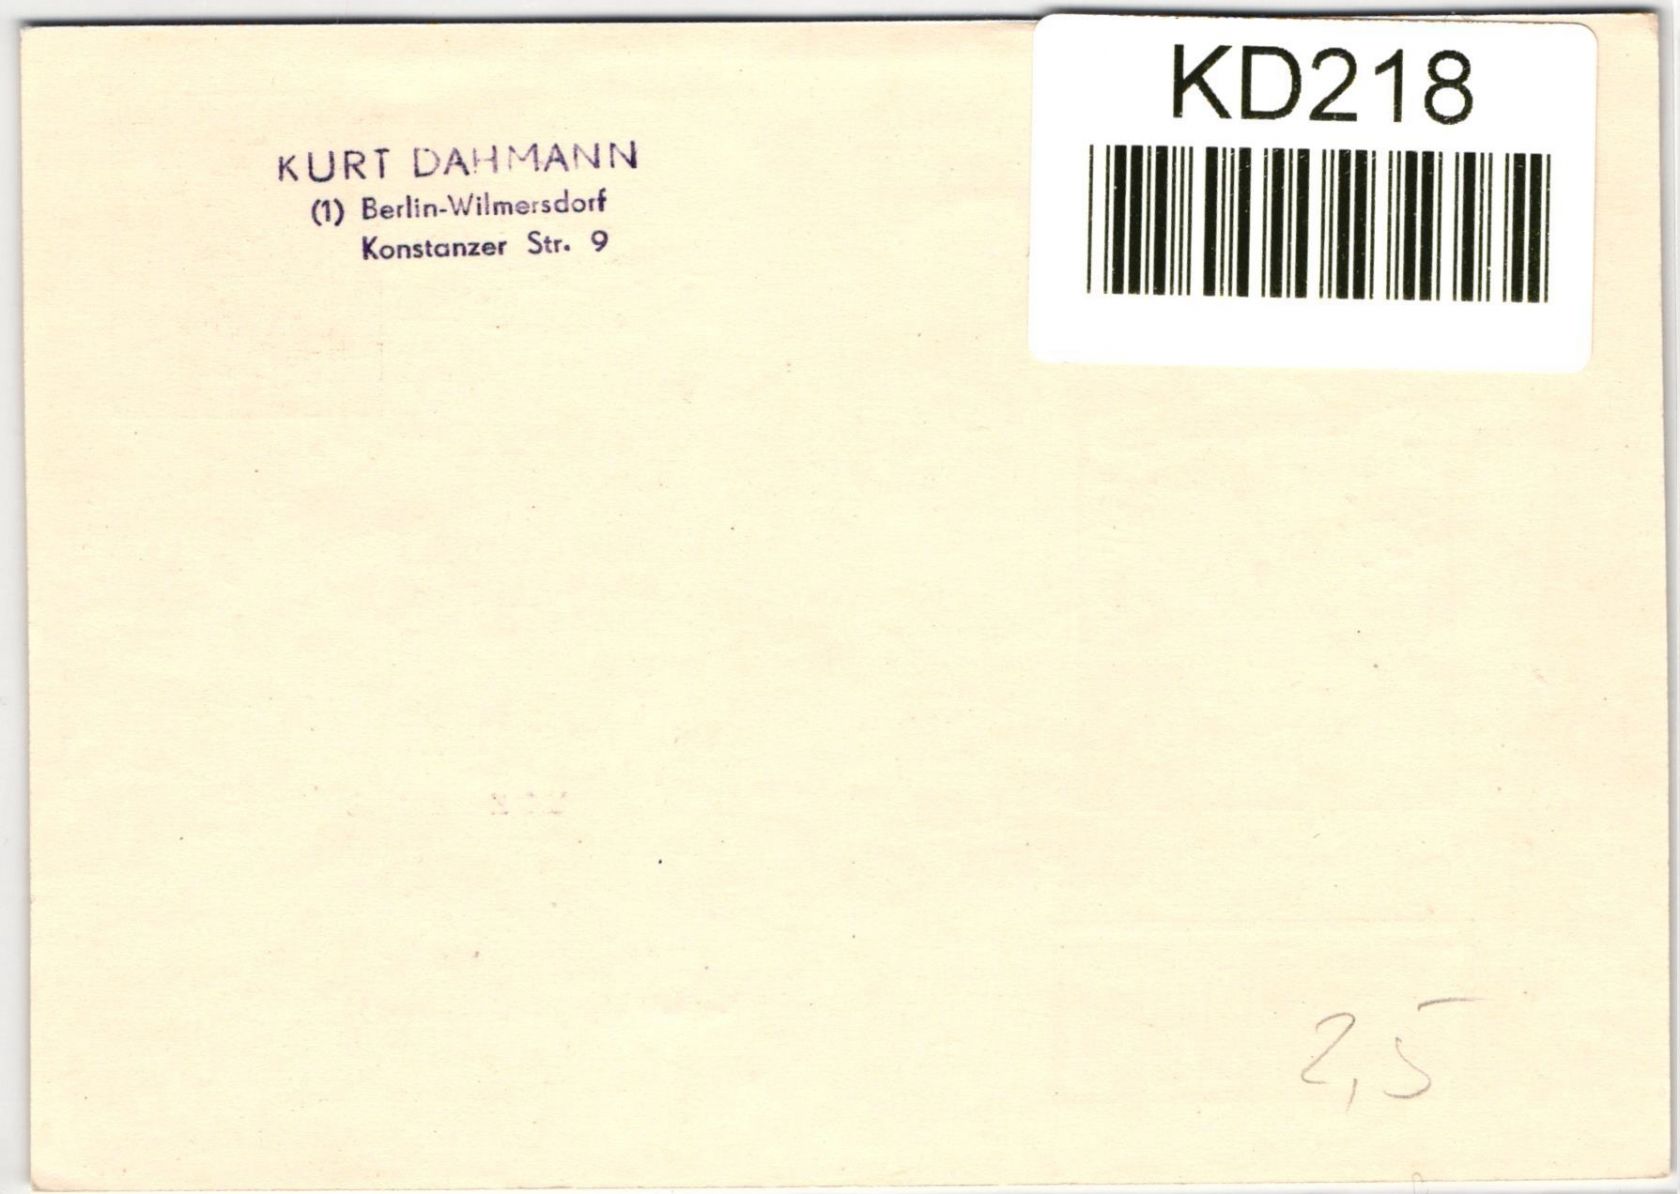 KD218
KURT DAHMANN
(1) Berlin-Wilmersdorf
Konstanzer Str. 9
2,5